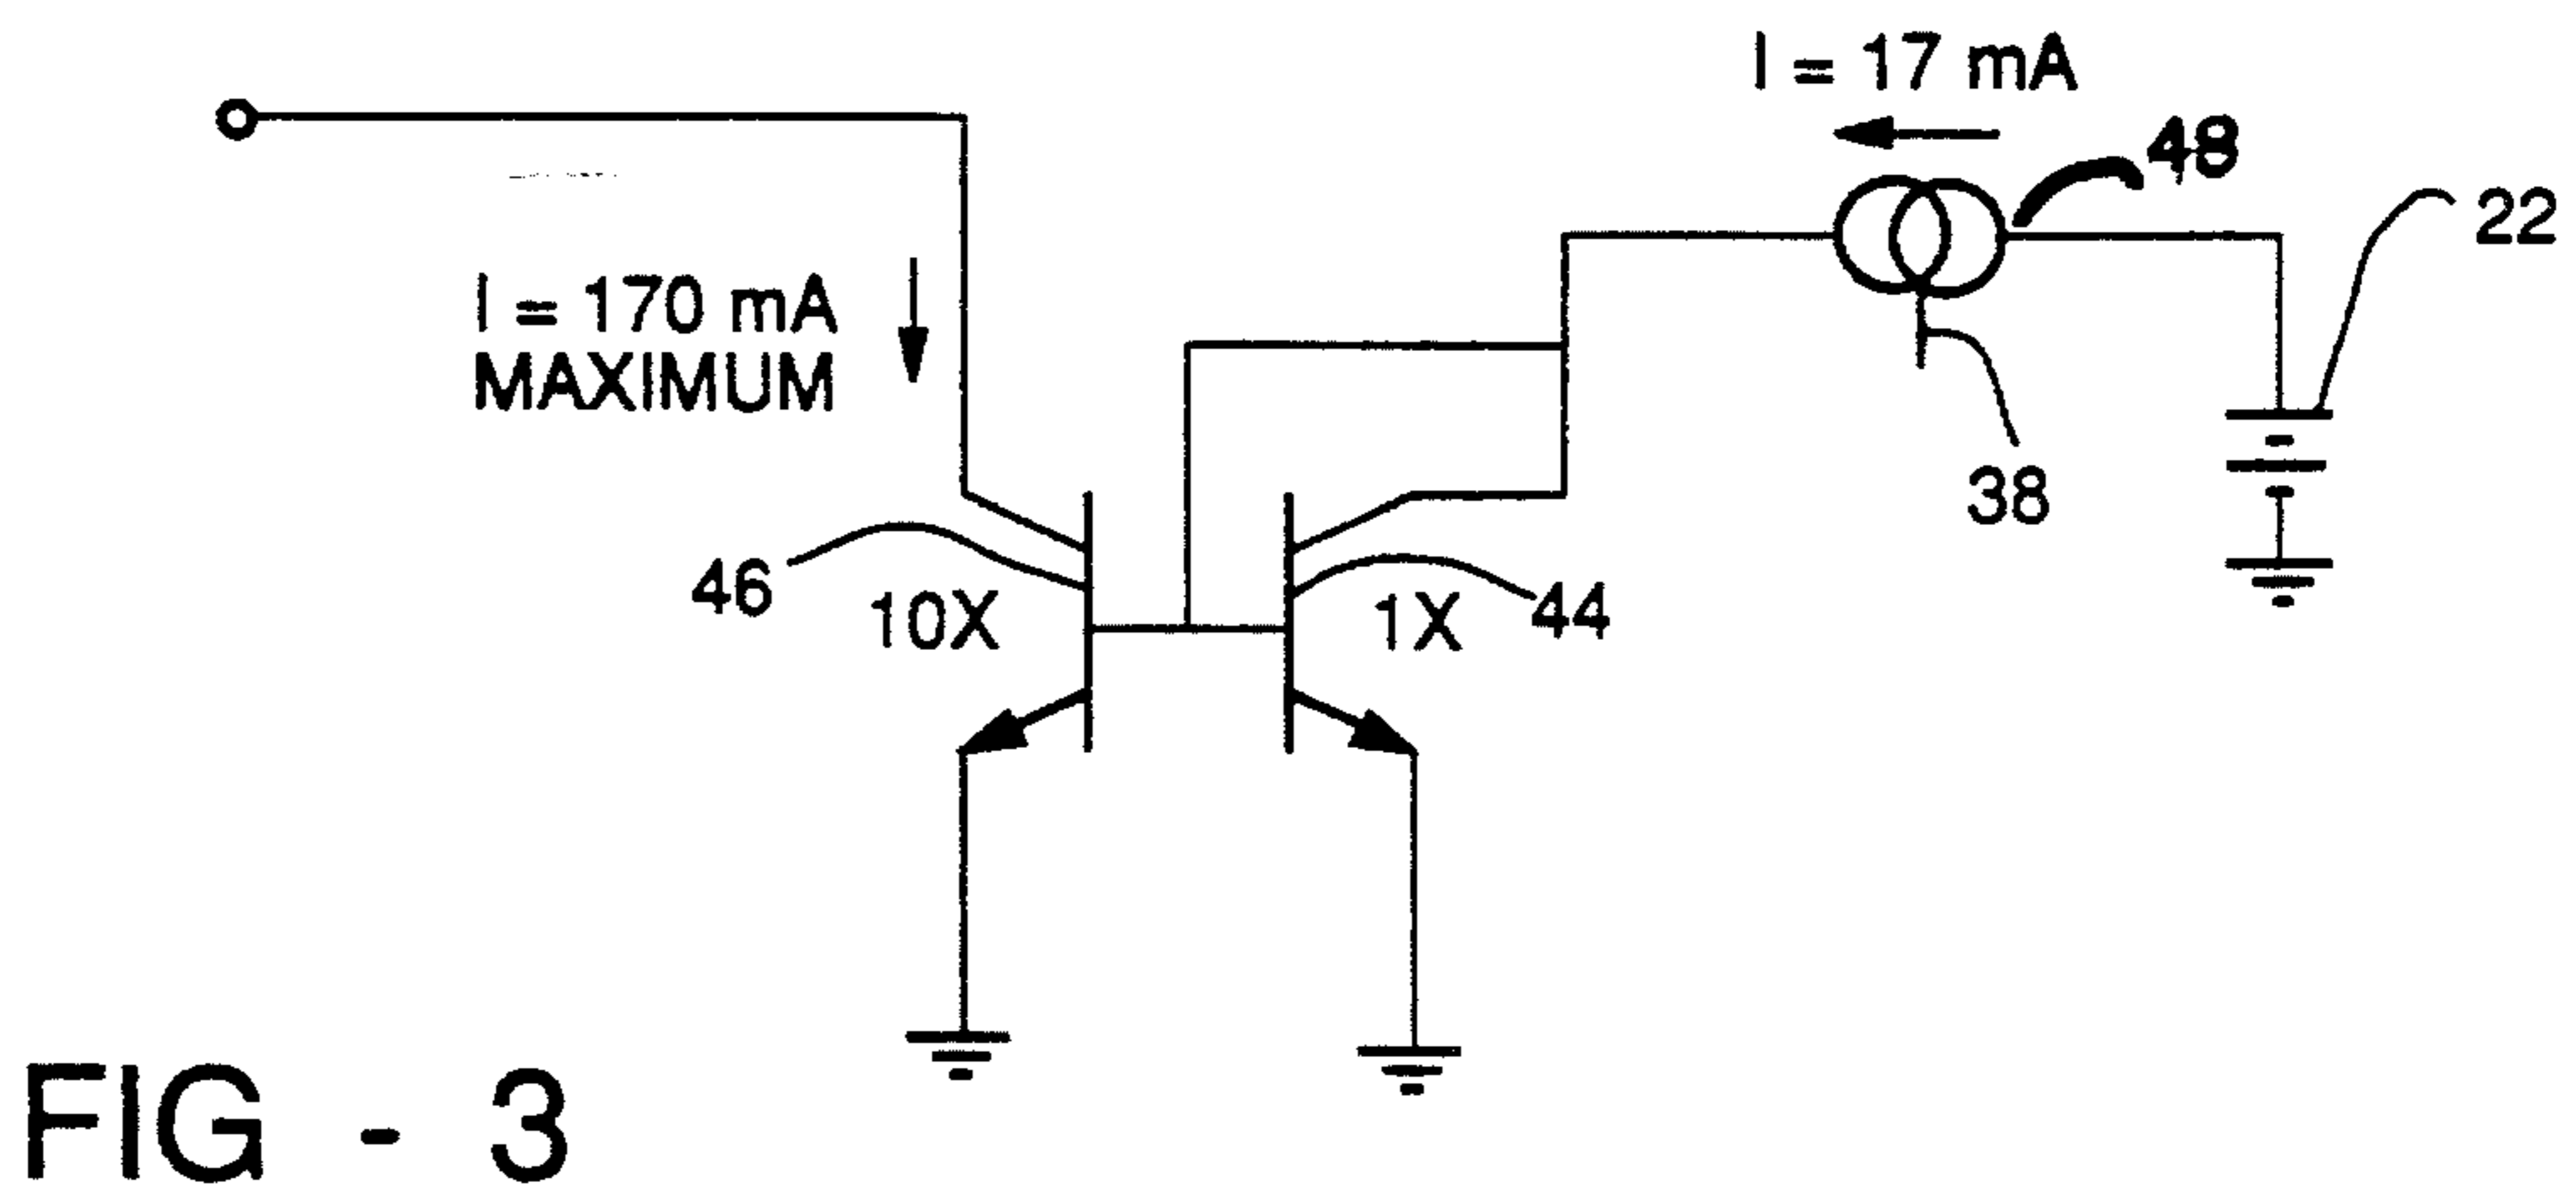 I = 17 mA
48
22
I = 170 mA
MAXIMUM
38
46
10X
1X
44
FIG - 3